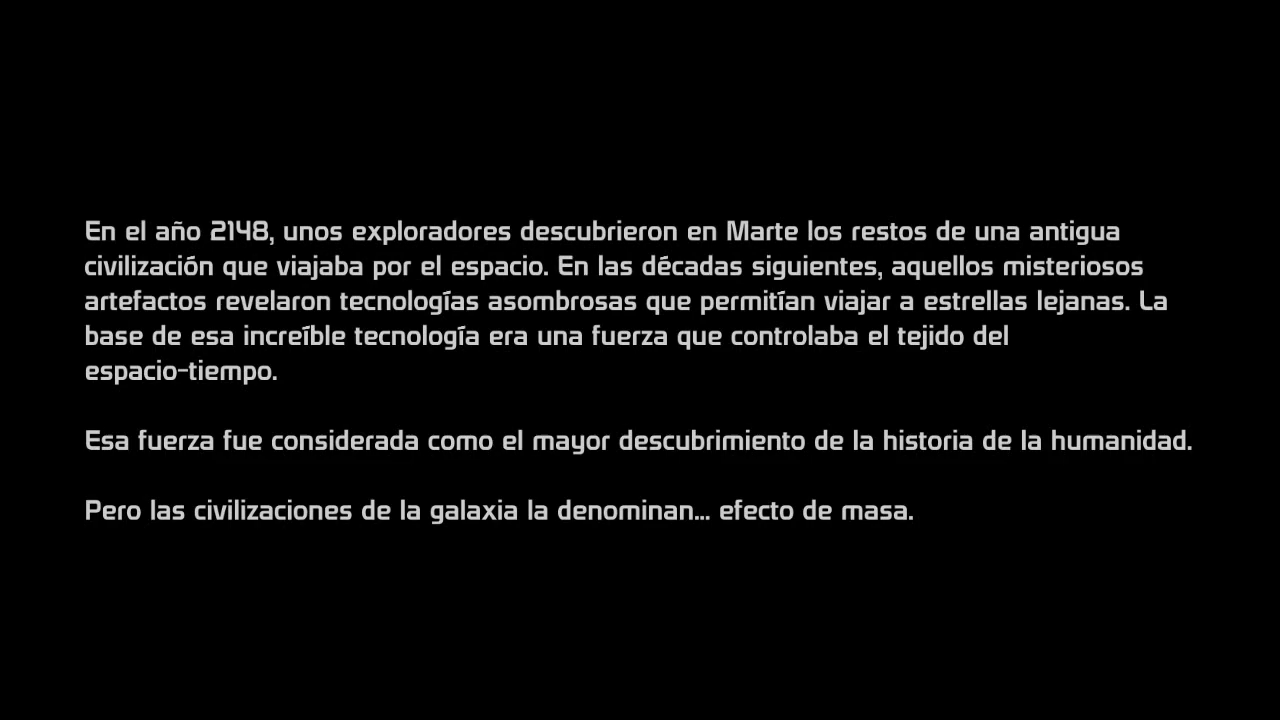 En el año 2148, unos exploradores descubrieron en Marte los restos de una antigua
civilización que viajaba por el espacio. En las décadas siguientes, aquellos misteriosos
artefactos revelaron tecnologías asombrosas que permitían viajar a estrellas lejanas. La
base de esa increíble tecnología era una fuerza que controlaba el tejido del
espacio-tiempo.
Esa fuerza fue considerada como el mayor descubrimiento de la historia de la humanidad.
Pero las civilizaciones de la galaxia la denominan... efecto de masa.